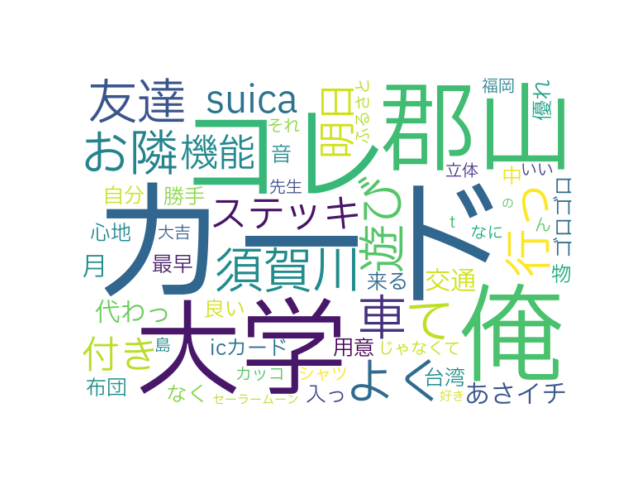 友達
suica
コレ
明日
ふるさと
郡山
福岡
優れ
お隣
機能
それ
音
自分
勝手
先生
カード
ステッキ
遊び
立体
中
いい
の
行っ
ゴロゴロ
心地
大吉
月
最早
須賀川
来る
交通
t
なに
ん
物
代わっ
良い
大学
車
て
俺
付き
島
icカード
用意
じゃなくて
布団
なく
カッコ
シャツ
入っ
よく
台湾
あさイチ
セーラームーン
好き